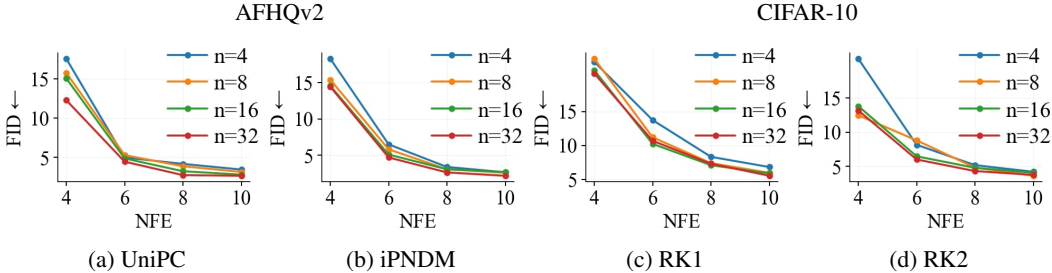 AFHQv2
CIFAR-10
FID ↓
15
10
5
4
6
8
10
NFE
n=4
n=8
n=16
n=32
(a) UniPC
FID ↓
15
10
5
4
6
8
10
NFE
n=4
n=8
n=16
n=32
(b) iPNDM
FID ↓
15
10
5
4
6
8
10
NFE
n=4
n=8
n=16
n=32
(c) RK1
FID ↓
15
10
5
4
6
8
10
NFE
n=4
n=8
n=16
n=32
(d) RK2